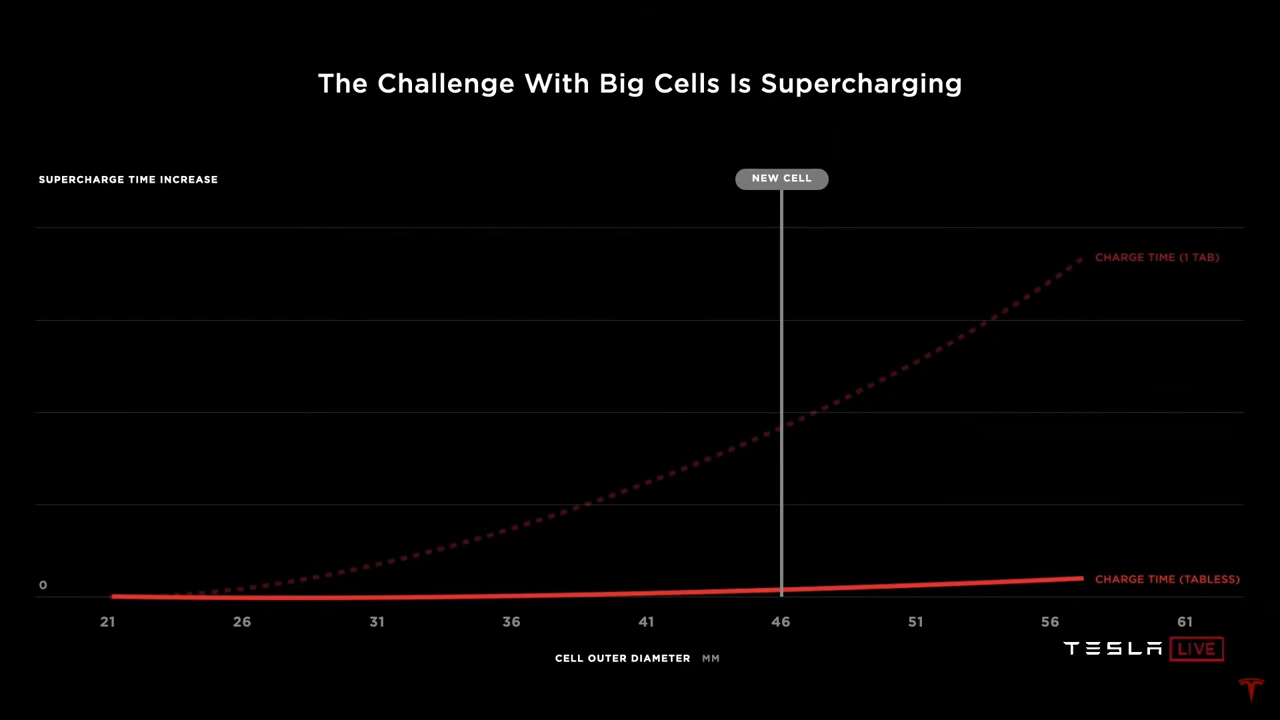 The Challenge With Big Cells Is Supercharging
SUPERCHARGE TIME INCREASE
NEW CELL
CHARGE TIME (1 TAB)
CHARGE TIME (TABLESS)
0
21 26 31 36 41 46 51 56 61
CELL OUTER DIAMETER MM
TESLA LIVE